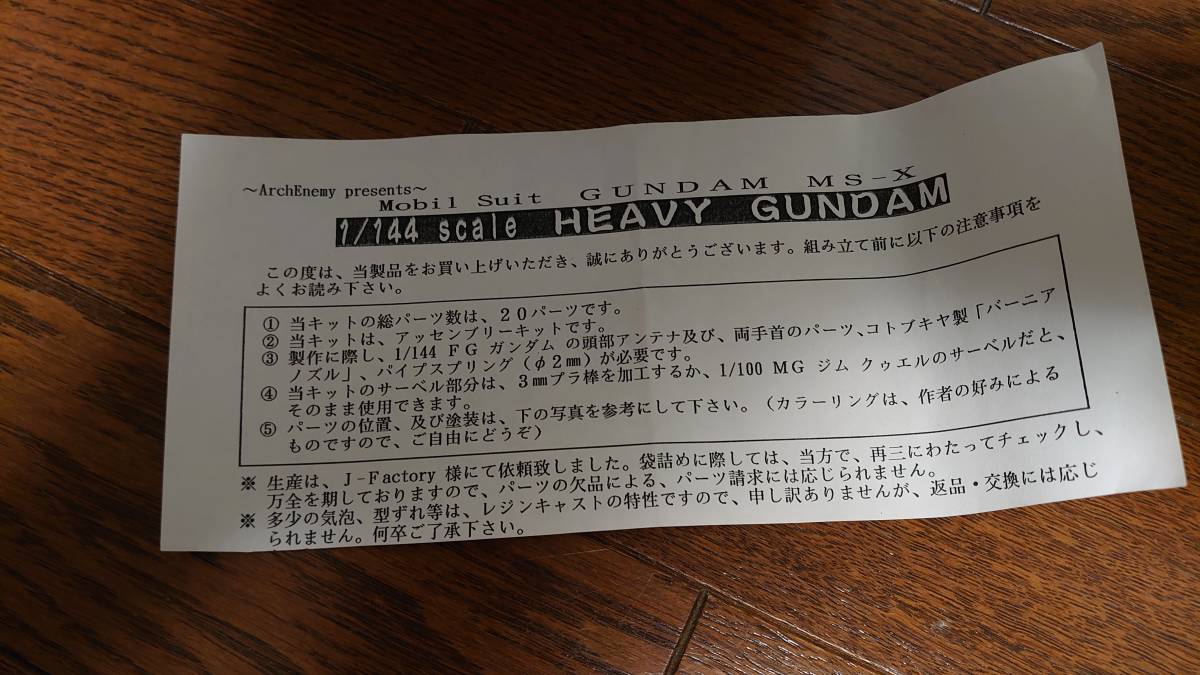 ～ArchEnemy presents～
Mobil Suit GUNDAM MS-X
1/144 scale HEAVY GUNDAM
この度は、当製品をお買い上げいただき、誠にありがとうございます。組み立て前に以下の注意事項を
よくお読み下さい。
① 当キットの総パーツ数は、20パーツです。
② 当キットは、アッセンブリーキットです。
③ 製作に際し、1/144 FG ガンダム の頭部アンテナ及び、両手首のパーツ、コトブキヤ製「バーニア
ノズル」、パイプスプリング(φ2㎜)が必要です。
④ 当キットのサーベル部分は、3㎜プラ棒を加工するか、1/100 MG ジム クゥエルのサーベルだと、
そのまま使用できます。
⑤ パーツの位置、及び塗装は、下の写真を参考にして下さい。(カラーリングは、作者の好みによる
ものですので、ご自由にどうぞ)
※ 生産は、J-Factory 様にて依頼致しました。袋詰めに際しては、当方で、再三にわたってチェックし、
万全を期しておりますので、パーツの欠品による、パーツ請求には応じられません。
※ 多少の気泡、型ずれ等は、レジンキャストの特性ですので、申し訳ありませんが、返品・交換には応じ
られません。何卒ご了承下さい。